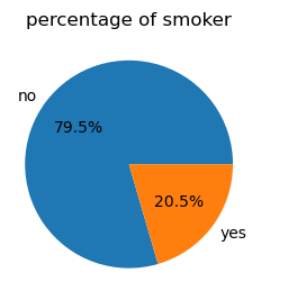 percentage of smoker
no
79.5%
20.5%
yes